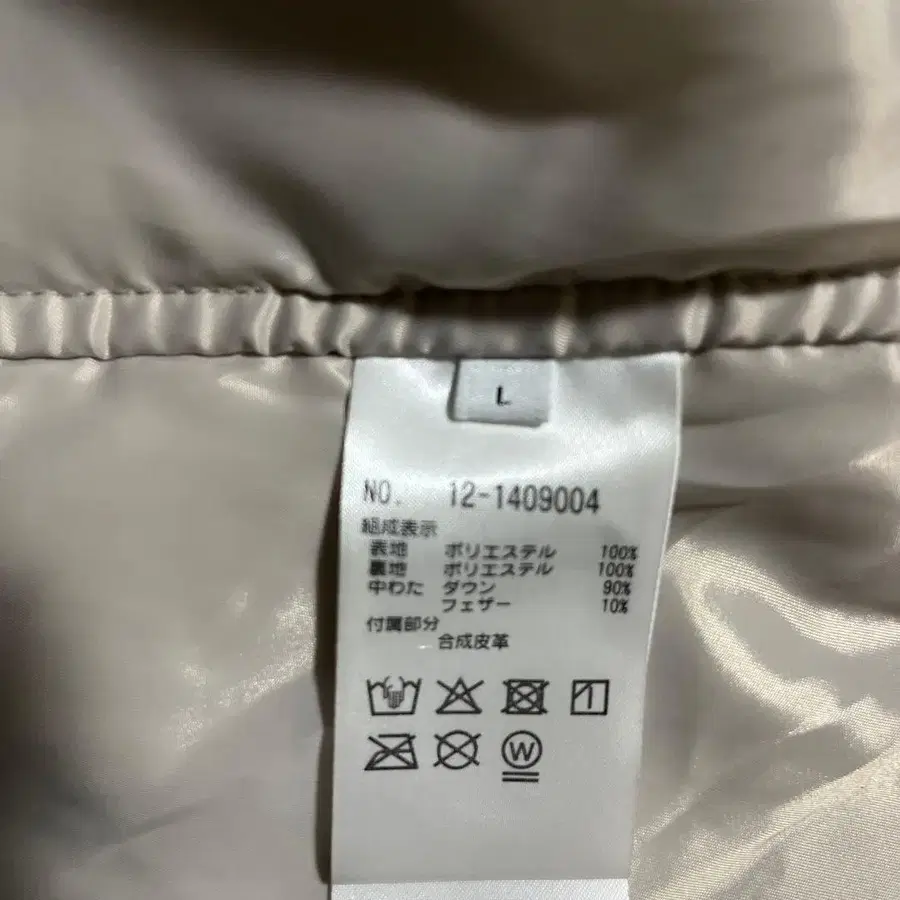 L
NO. 12-1409004
組成表示
表地 ポリエステル 100%
裏地 ポリエステル 100%
中わた ダウン 90%
フェザー 10%
付属部分
合成皮革
W